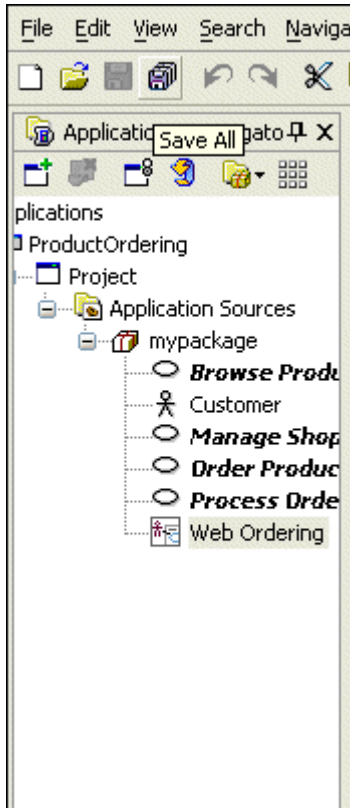 File Edit View Search Naviga
Applicatio gato
Save All
plications
ProductOrdering
Project
Application Sources
mypackage
Browse Produ
Customer
Manage Shop
Order Produc
Process Orde
Web Ordering